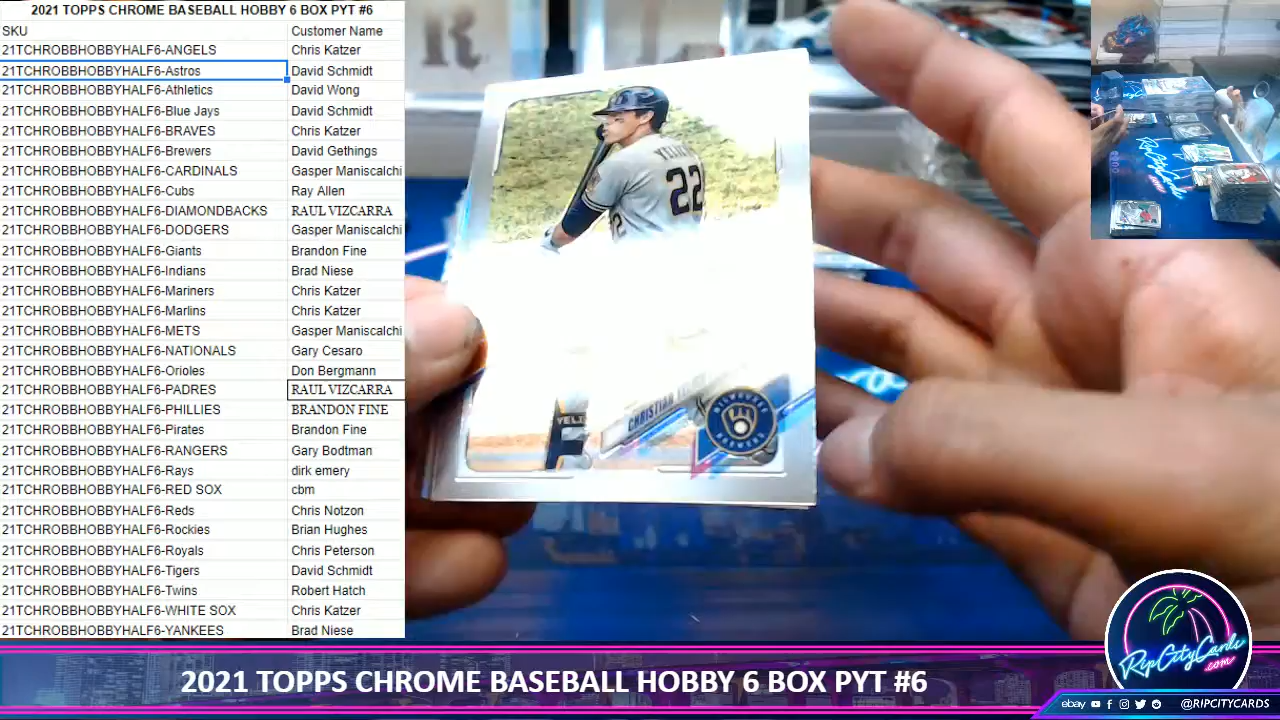 2021 TOPPS CHROME BASEBALL HOBBY 6 BOX PYT #6
SKU Customer Name
21TCHROBBHOBBYHALF6-ANGELS Chris Katzer
21TCHROBBHOBBYHALF6-Astros David Schmidt
21TCHROBBHOBBYHALF6-Athletics David Wong
21TCHROBBHOBBYHALF6-Blue Jays David Schmidt
21TCHROBBHOBBYHALF6-BRAVES Chris Katzer
21TCHROBBHOBBYHALF6-Brewers David Gethings
21TCHROBBHOBBYHALF6-CARDINALS Gasper Maniscalchi
21TCHROBBHOBBYHALF6-Cubs Ray Allen
21TCHROBBHOBBYHALF6-DIAMONDBACKS RAUL VIZCARRA
21TCHROBBHOBBYHALF6-DODGERS Gasper Maniscalchi
21TCHROBBHOBBYHALF6-Giants Brandon Fine
21TCHROBBHOBBYHALF6-Indians Brad Niese
21TCHROBBHOBBYHALF6-Mariners Chris Katzer
21TCHROBBHOBBYHALF6-Marlins Chris Katzer
21TCHROBBHOBBYHALF6-METS Gasper Maniscalchi
21TCHROBBHOBBYHALF6-NATIONALS Gary Cesaro
21TCHROBBHOBBYHALF6-Orioles Don Bergmann
21TCHROBBHOBBYHALF6-PADRES RAUL VIZCARRA
21TCHROBBHOBBYHALF6-PHILLIES BRANDON FINE
21TCHROBBHOBBYHALF6-Pirates Brandon Fine
21TCHROBBHOBBYHALF6-RANGERS Gary Bodtman
21TCHROBBHOBBYHALF6-Rays dirk emery
21TCHROBBHOBBYHALF6-RED SOX cbm
21TCHROBBHOBBYHALF6-Reds Chris Notzon
21TCHROBBHOBBYHALF6-Rockies Brian Hughes
21TCHROBBHOBBYHALF6-Royals Chris Peterson
21TCHROBBHOBBYHALF6-Tigers David Schmidt
21TCHROBBHOBBYHALF6-Twins Robert Hatch
21TCHROBBHOBBYHALF6-WHITE SOX Chris Katzer
21TCHROBBHOBBYHALF6-YANKEES Brad Niese
22
CHRISTIAN
MILWAUKEE
BREWERS
RipCityCards
RipCityCards
.com
2021 TOPPS CHROME BASEBALL HOBBY 6 BOX PYT #6
ebay @RIPCITYCARDS